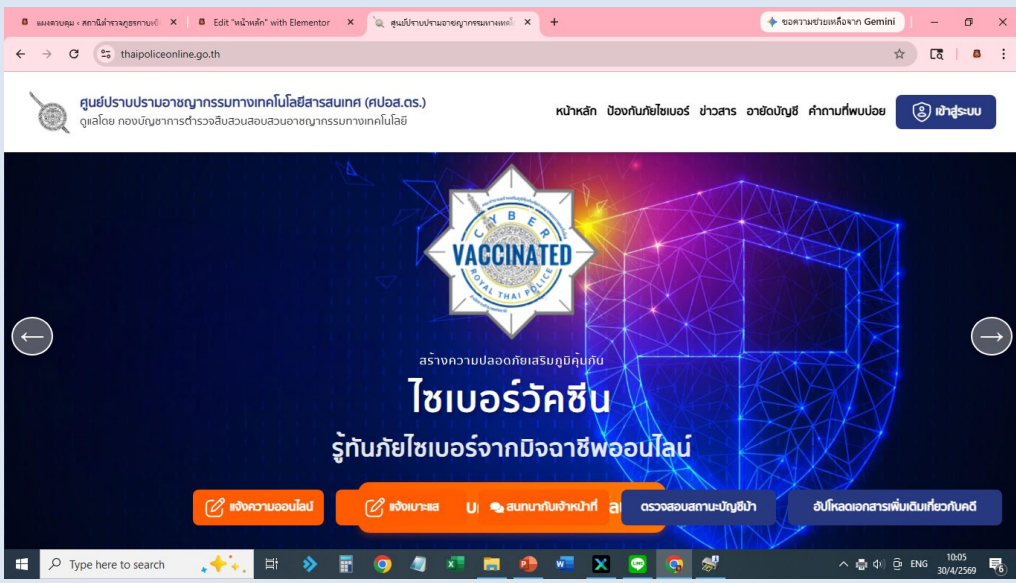 แผงควบคุม ‹ สถานีตำรวจภูธรกาบเชิ
Edit "หน้าหลัก" with Elementor
ศูนย์ปราบปรามอาชญากรรมทางเทคโ
ขอความช่วยเหลือจาก Gemini
thaipoliceonline.go.th
ศูนย์ปราบปรามอาชญากรรมทางเทคโนโลยีสารสนเทศ (ศปอส.ตร.)
ดูแลโดย กองบัญชาการตำรวจสืบสวนสอบสวนอาชญากรรมทางเทคโนโลยี
หน้าหลัก ป้องกันภัยไซเบอร์ ข่าวสาร อายัดบัญชี คำถามที่พบบ่อย เข้าสู่ระบบ
CYBER
VACCINATED
ROYAL THAI POLICE
สร้างความปลอดภัยเสริมภูมิคุ้มกัน
ไซเบอร์วัคซีน
รู้ทันภัยไซเบอร์จากมิจฉาชีพออนไลน์
แจ้งความออนไลน์ แจ้งเบาะแส สนทนากับเจ้าหน้าที่ ตรวจสอบสถานะบัญชีม้า อัปโหลดเอกสารเพิ่มเติมเกี่ยวกับคดี
Type here to search
ENG
10:05
30/4/2569